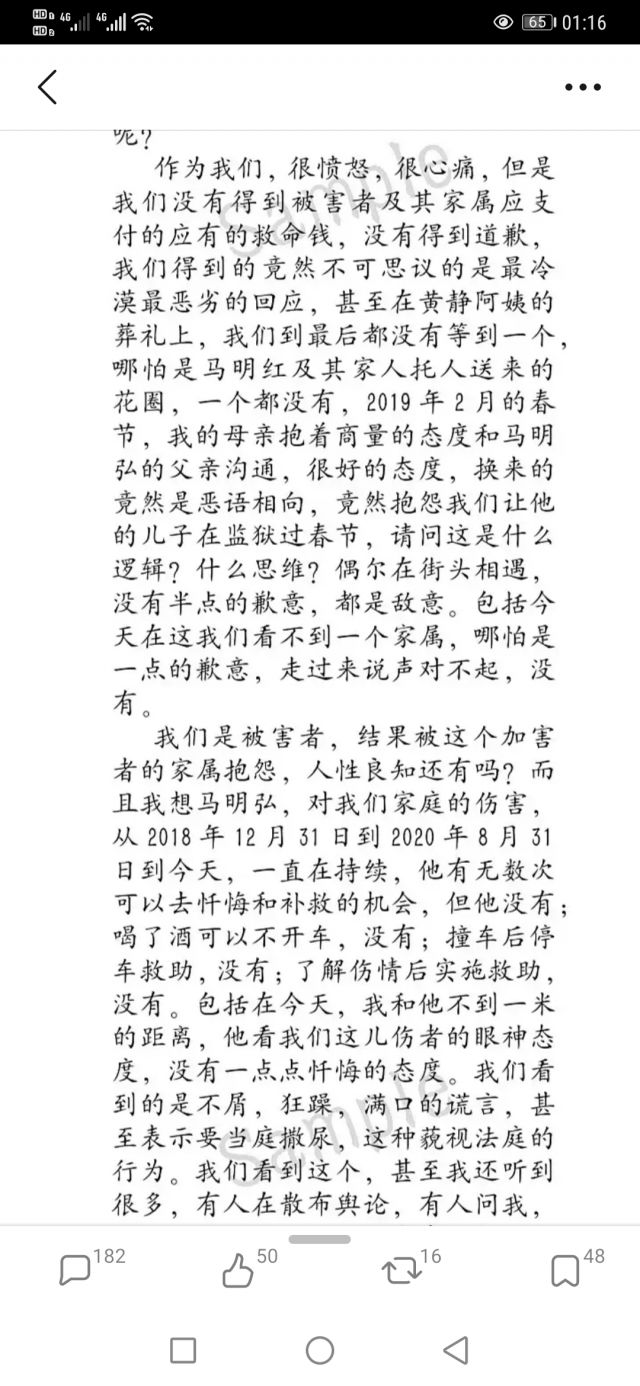 HD 1 4G 4G 65 01:16
HD 2
呢?
作为我们，很愤怒，很心痛，但是
我们没有得到被害者及其家属应支
付的应有的救命钱，没有得到道歉，
我们得到的竟然不可思议的是最冷
漠最恶劣的回应，甚至在黄静阿姨的
葬礼上，我们到最后都没有等到一个，
哪怕是马明红及其家人托人送来的
花圈，一个都没有，2019 年 2 月的春
节，我的母亲抱着商量的态度和马明
弘的父亲沟通，很好的态度，换来的
竟然是恶语相向，竟然抱怨我们让他
的儿子在监狱过春节，请问这是什么
逻辑？什么思维？偶尔在街头相遇，
没有半点的歉意，都是敌意。包括今
天在这我们看不到一个家属，哪怕是
一点的歉意，走过来说声对不起，没
有。
我们是被害者，结果被这个加害
者的家属抱怨，人性良知还有吗？而
且我想马明弘，对我们家庭的伤害，
从 2018 年 12 月 31 日到 2020 年 8 月 31
日到今天，一直在持续，他有无数次
可以去忏悔和补救的机会，但他没有；
喝了酒可以不开车，没有；撞车后停
车救助，没有；了解伤情后实施救助，
没有。包括在今天，我和他不到一米
的距离，他看我们这儿伤者的眼神态
度，没有一点点忏悔的态度。我们看
到的是不屑，狂躁，满口的谎言，甚
至表示要当庭撒尿，这种藐视法庭的
行为。我们看到这个，甚至我还听到
很多，有人在散布舆论，有人问我，
Sample
Sample
182 50 16 48